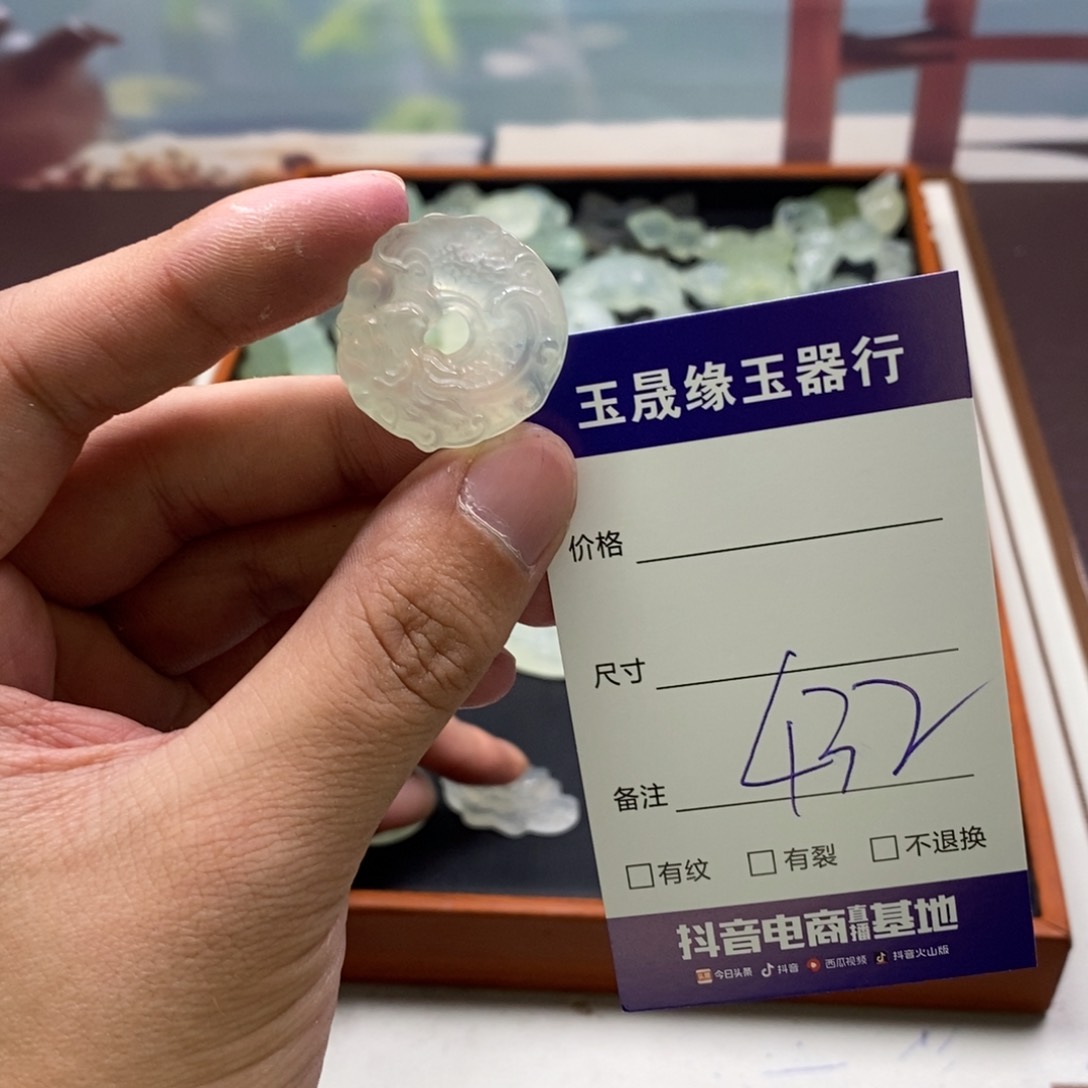 玉晟缘玉器行
价格
尺寸
备注 432
□有纹 □有裂 □不退换
抖音电商直播基地
今日头条 抖音 西瓜视频 抖音火山版